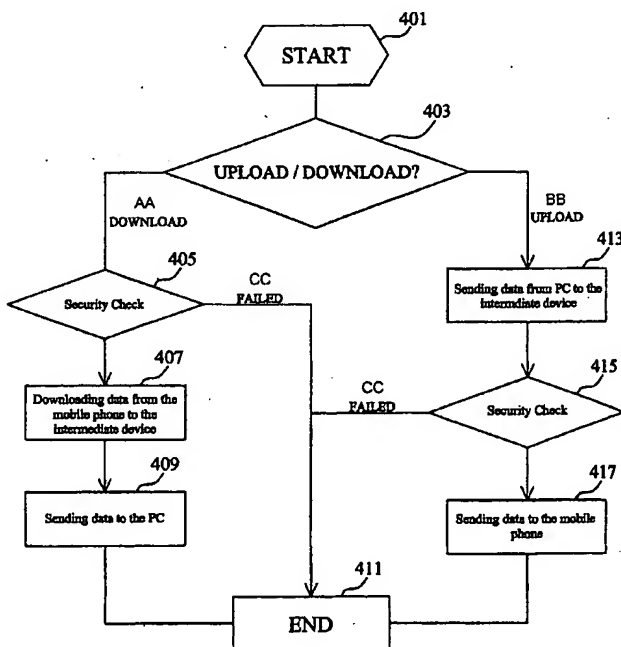 401
START
403
UPLOAD / DOWNLOAD?
AA
DOWNLOAD
BB
UPLOAD
405
Security Check
CC
FAILED
413
Sending data from PC to the
intermdiate device
407
Downloading data from the
mobile phone to the
intermediate device
CC
FAILED
415
Security Check
409
Sending data to the PC
417
Sending data to the mobile
phone
411
END